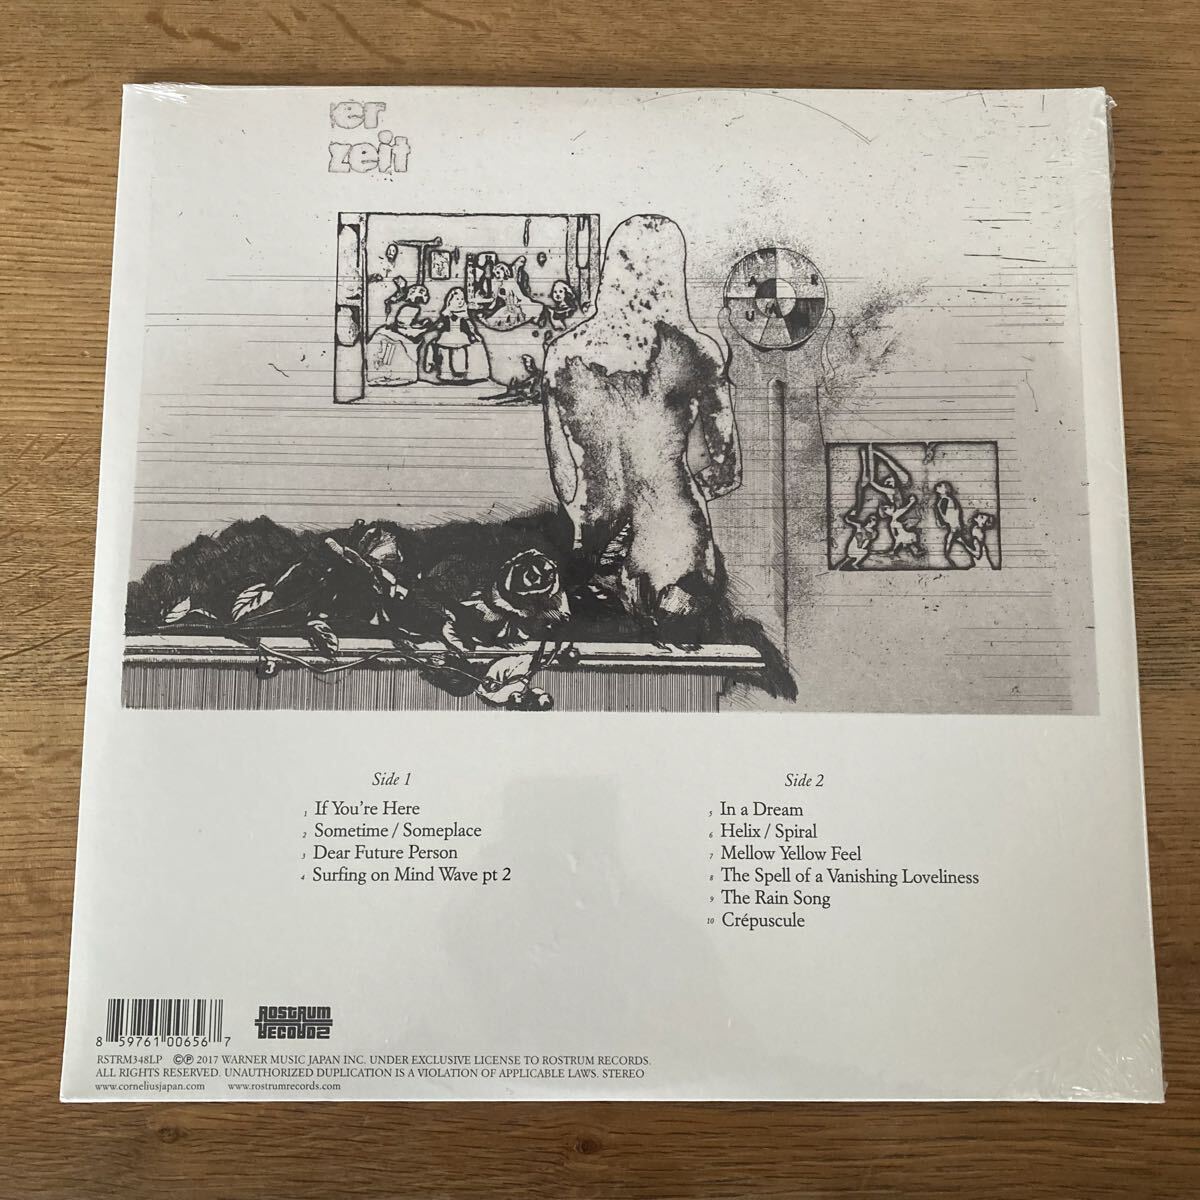 er
zeit
Side 1
1 If You're Here
2 Sometime / Someplace
3 Dear Future Person
4 Surfing on Mind Wave pt 2
Side 2
5 In a Dream
6 Helix / Spiral
7 Mellow Yellow Feel
8 The Spell of a Vanishing Loveliness
9 The Rain Song
10 Crépuscule
8 59761 00656 7
ROSTRUM
RECORDS
RSTRM348LP ©℗ 2017 WARNER MUSIC JAPAN INC. UNDER EXCLUSIVE LICENSE TO ROSTRUM RECORDS.
ALL RIGHTS RESERVED. UNAUTHORIZED DUPLICATION IS A VIOLATION OF APPLICABLE LAWS. STEREO
www.corneliusjapan.com www.rostrumrecords.com